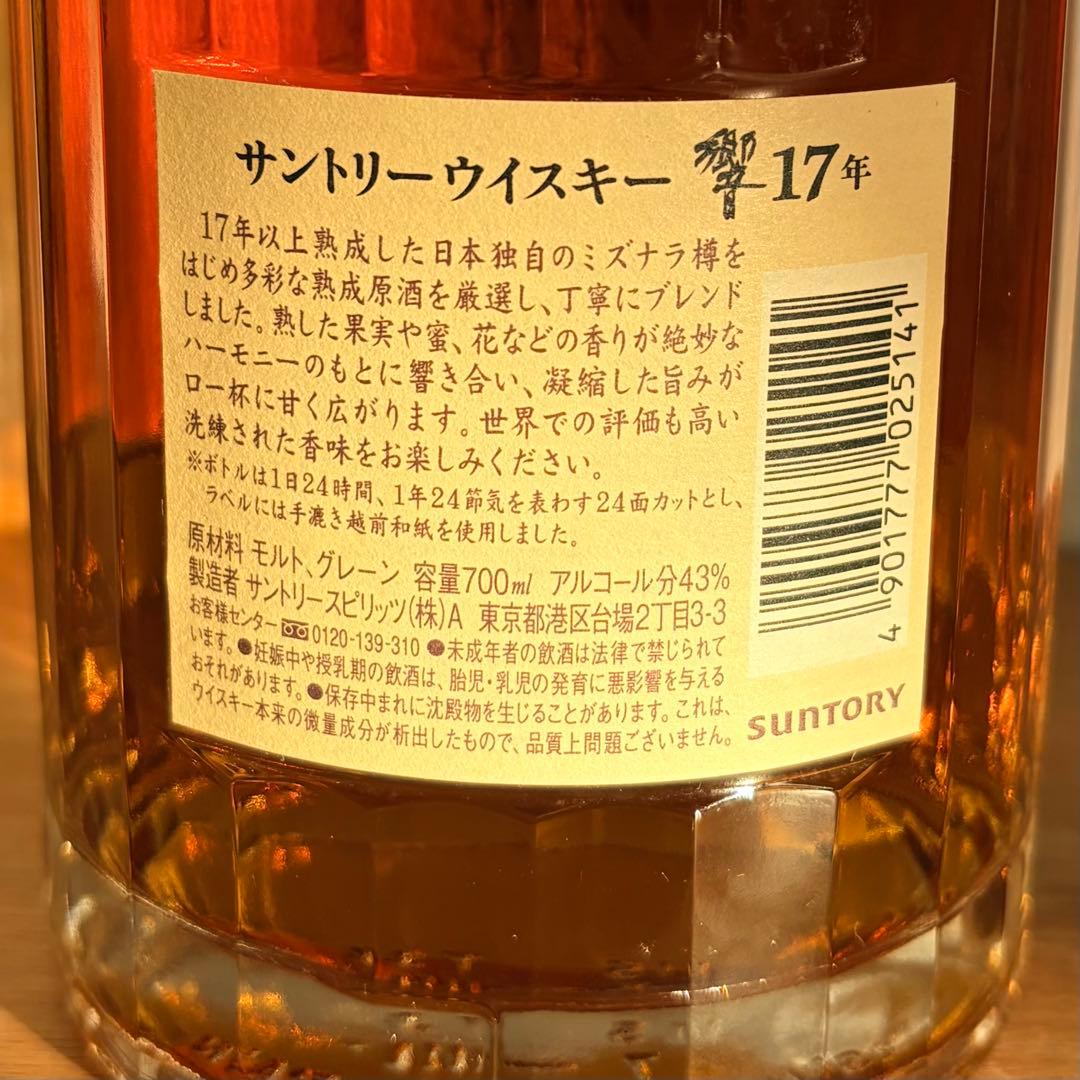 サントリーウイスキー 響 17年
17年以上熟成した日本独自のミズナラ樽を
はじめ多彩な熟成原酒を厳選し、丁寧にブレンド
しました。熟した果実や蜜、花などの香りが絶妙な
ハーモニーのもとに響き合い、凝縮した旨みが
口一杯に甘く広がります。世界での評価も高い
洗練された香味をお楽しみください。
※ボトルは1日24時間、1年24節気を表わす24面カットとし、
ラベルには手漉き越前和紙を使用しました。
原材料 モルト、グレーン 容量700ml アルコール分43%
製造者 サントリースピリッツ(株)A 東京都港区台場2丁目3-3
お客様センター 0120-139-310 ●未成年者の飲酒は法律で禁じられて
います。●妊娠中や授乳期の飲酒は、胎児・乳児の発育に悪影響を与える
おそれがあります。●保存中まれに沈殿物を生じることがあります。これは、
ウイスキー本来の微量成分が析出したもので、品質上問題ございません。
4 901777 025141
SUNTORY